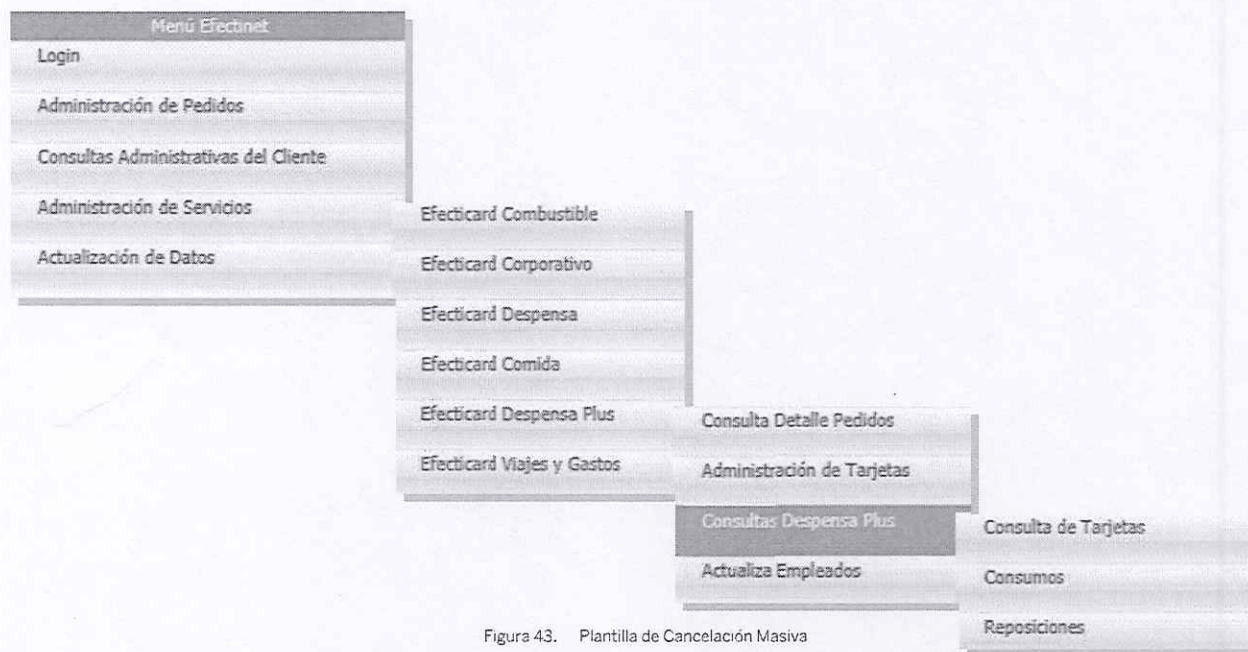 Menú Efectinet
Login
Administración de Pedidos
Consultas Administrativas del Cliente
Administración de Servicios
Actualización de Datos
Efecticard Combustible
Efecticard Corporativo
Efecticard Despensa
Efecticard Comida
Efecticard Despensa Plus
Efecticard Viajes y Gastos
Consulta Detalle Pedidos
Administración de Tarjetas
Consultas Despensa Plus
Actualiza Empleados
Consulta de Tarjetas
Consumos
Reposiciones
Figura 43. Plantilla de Cancelación Masiva